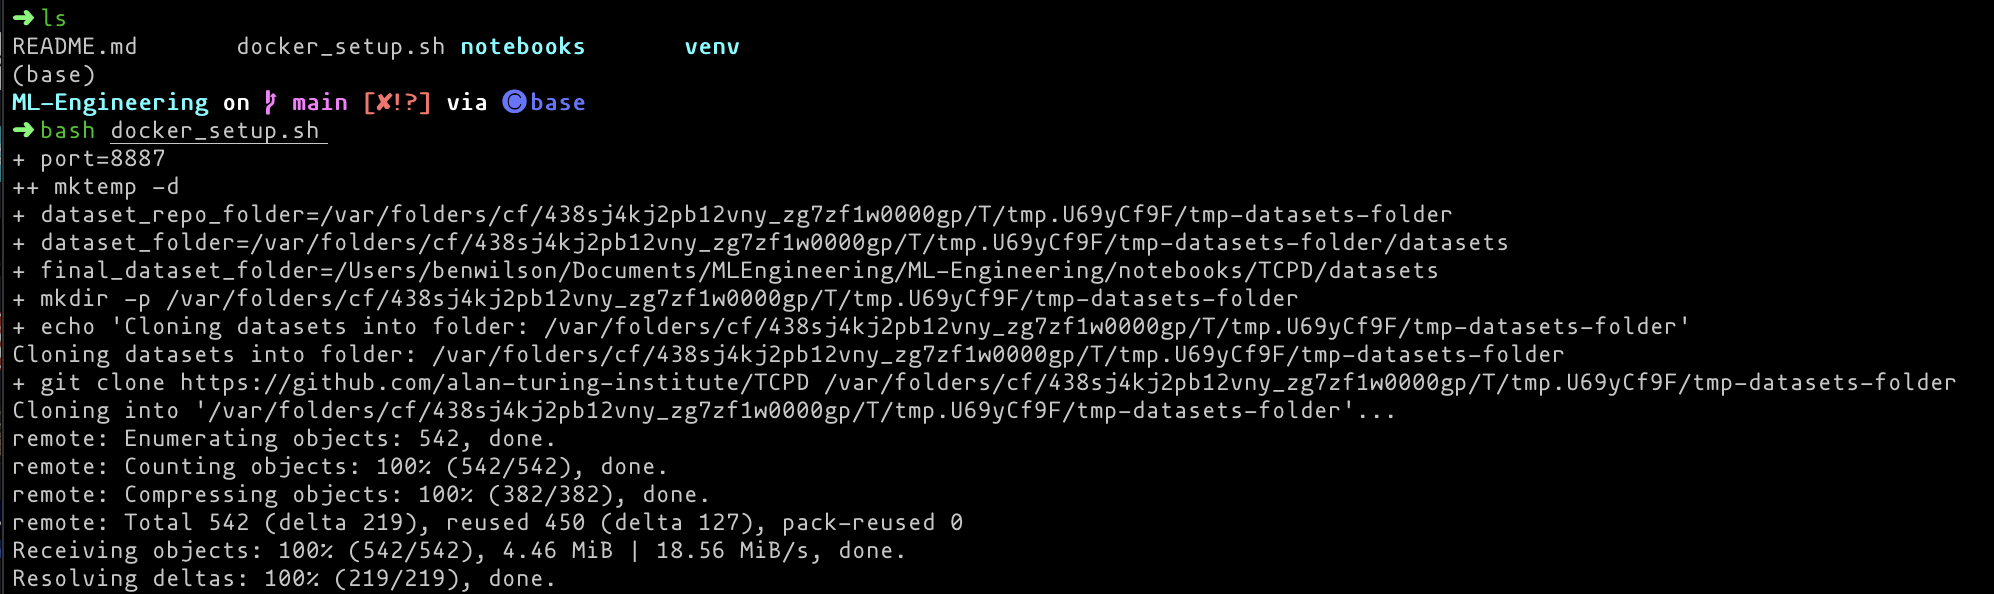 ➜ ls
README.md       docker_setup.sh notebooks       venv
(base)
ML-Engineering on  main [✘!?] via Ⓒ base
➜ bash docker_setup.sh
+ port=8887
++ mktemp -d
+ dataset_repo_folder=/var/folders/cf/438sj4kj2pb12vny_zg7zf1w0000gp/T/tmp.U69yCf9F/tmp-datasets-folder
+ dataset_folder=/var/folders/cf/438sj4kj2pb12vny_zg7zf1w0000gp/T/tmp.U69yCf9F/tmp-datasets-folder/datasets
+ final_dataset_folder=/Users/benwilson/Documents/MLEngineering/ML-Engineering/notebooks/TCPD/datasets
+ mkdir -p /var/folders/cf/438sj4kj2pb12vny_zg7zf1w0000gp/T/tmp.U69yCf9F/tmp-datasets-folder
+ echo 'Cloning datasets into folder: /var/folders/cf/438sj4kj2pb12vny_zg7zf1w0000gp/T/tmp.U69yCf9F/tmp-datasets-folder'
Cloning datasets into folder: /var/folders/cf/438sj4kj2pb12vny_zg7zf1w0000gp/T/tmp.U69yCf9F/tmp-datasets-folder
+ git clone https://github.com/alan-turing-institute/TCPD /var/folders/cf/438sj4kj2pb12vny_zg7zf1w0000gp/T/tmp.U69yCf9F/tmp-datasets-folder
Cloning into '/var/folders/cf/438sj4kj2pb12vny_zg7zf1w0000gp/T/tmp.U69yCf9F/tmp-datasets-folder'...
remote: Enumerating objects: 542, done.
remote: Counting objects: 100% (542/542), done.
remote: Compressing objects: 100% (382/382), done.
remote: Total 542 (delta 219), reused 450 (delta 127), pack-reused 0
Receiving objects: 100% (542/542), 4.46 MiB | 18.56 MiB/s, done.
Resolving deltas: 100% (219/219), done.